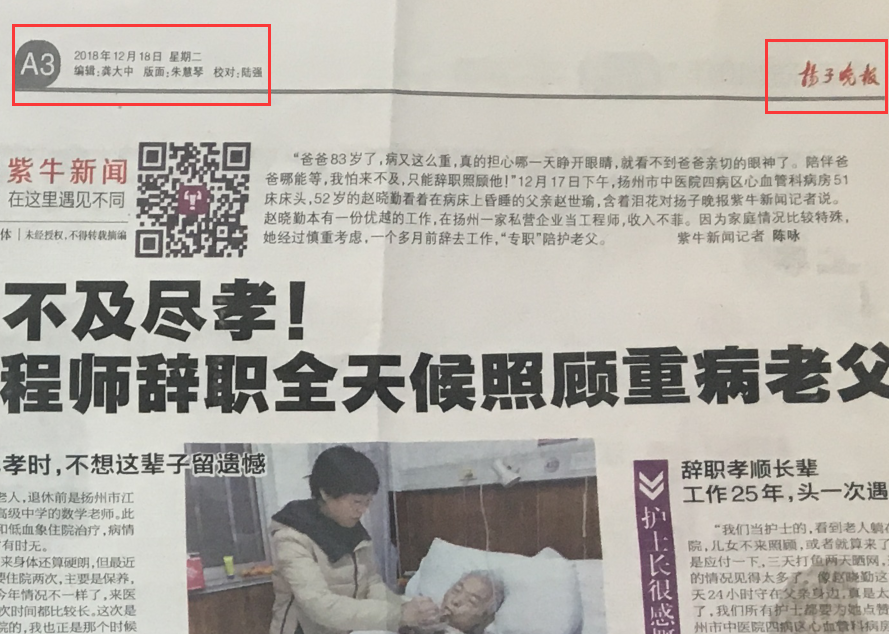 A3
2018年12月18日 星期二
编辑:龚大中 版面:朱慧琴 校对:陆强
扬子晚报
紫牛新闻
在这里遇见不同
体 | 未经授权,不得转载摘编
“爸爸83岁了,病又这么重,真的担心哪一天睁开眼睛,就看不到爸爸亲切的眼神了。陪伴爸
爸哪能等,我怕来不及,只能辞职照顾他!”12月17日下午,扬州市中医院四病区心血管科病房51
床床头,52岁的赵晓勤看着在病床上昏睡的父亲赵世瑜,含着泪花对扬子晚报紫牛新闻记者说。
赵晓勤本有一份优越的工作,在扬州一家私营企业当工程师,收入不菲。因为家庭情况比较特殊,
她经过慎重考虑,一个多月前辞去工作,“专职”陪护老父。 紫牛新闻记者 陈咏
不及尽孝!
程师辞职全天候照顾重病老父
孝时,不想这辈子留遗憾
老人,退休前是扬州市江
高级中学的数学老师。此
和低血象住院治疗,病情
有时无。
来身体还算硬朗,但最近
要住院两次,主要是保养,
今年情况不一样了,来医
次时间都比较长。这次是
院的,我也正是那个时候
护士长很感
辞职孝顺长辈
工作25年,头一次遇
“我们当护士的,看到老人躺在
院,儿女不来照顾,或者就算来了
是应付一下,三天打鱼两天晒网,
的情况见得太多了。像赵晓勤这
天24小时守在父亲身边,真是太
了,我们所有护士都要为她点赞
州市中医院四病区心血管科病房